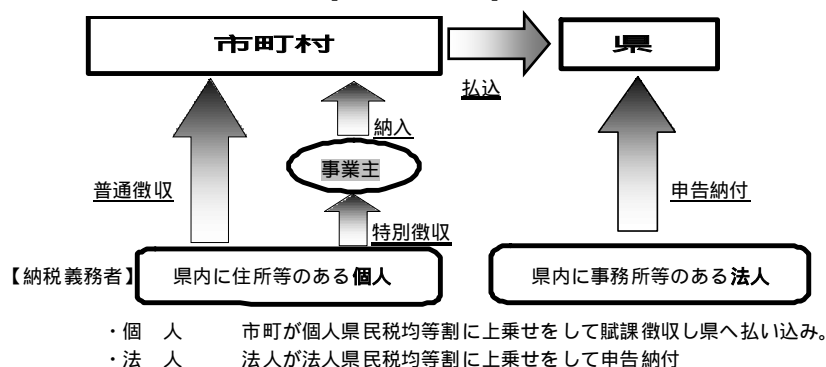 市町村
県
払込
納入
事業主
普通徴収
申告納付
特別徴収
【納税義務者】
県内に住所等のある個人
県内に事務所等のある法人
・個　人　　　市町が個人県民税均等割に上乗せをして賦課徴収し県へ払い込み。
・法　人　　　法人が法人県民税均等割に上乗せをして申告納付